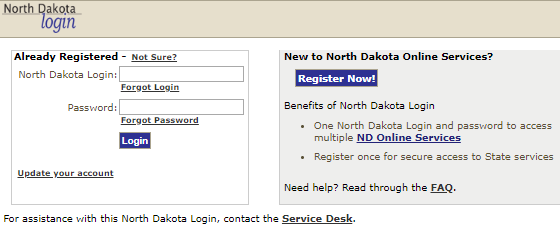 North Dakota
login
Already Registered - Not Sure?
North Dakota Login:
Forgot Login
Password:
Forgot Password
Login
Update your account
New to North Dakota Online Services?
Register Now!
Benefits of North Dakota Login
• One North Dakota Login and password to access
multiple ND Online Services
• Register once for secure access to State services
Need help? Read through the FAQ.
For assistance with this North Dakota Login, contact the Service Desk.